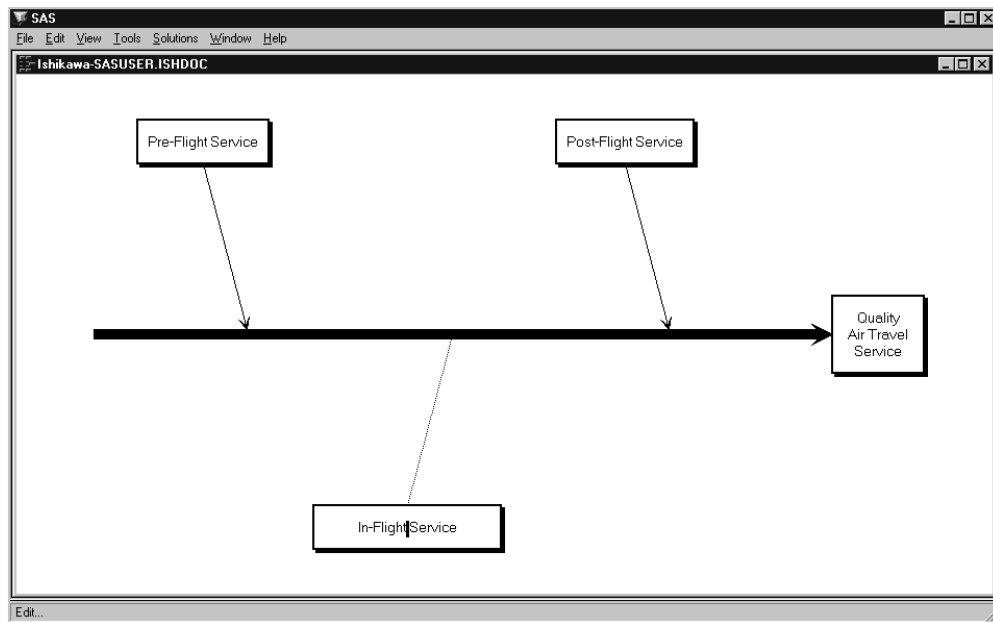 SAS
File Edit View Tools Solutions Window Help
Ishikawa-SASUSER.ISHDOC
Pre-Flight Service
Post-Flight Service
Quality
Air Travel
Service
In-Flight Service
Edit...